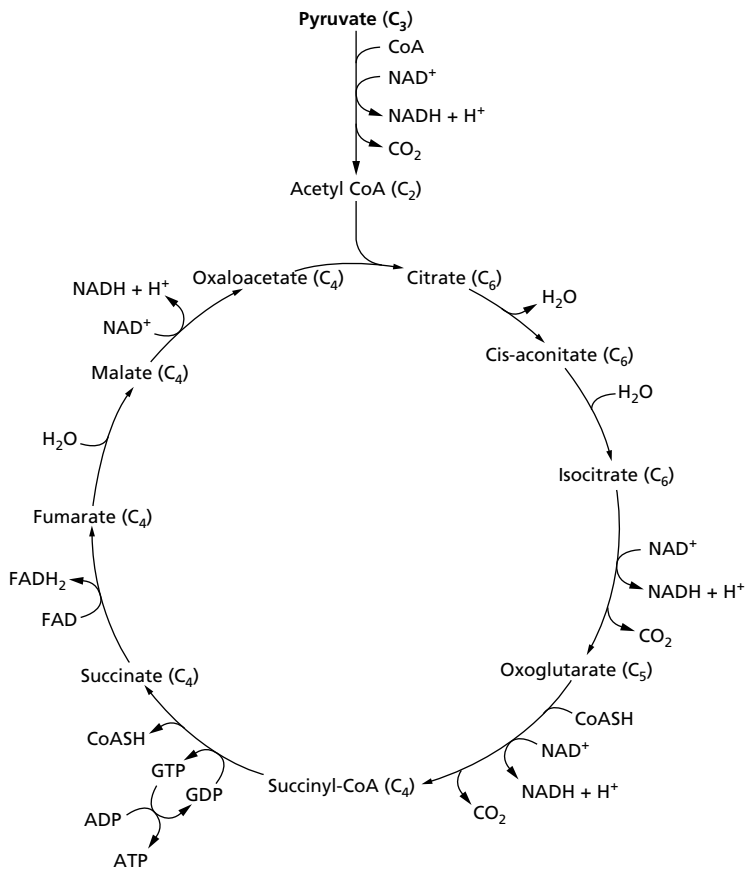 Pyruvate (C₃)
CoA
NAD⁺
NADH + H⁺
CO₂
Acetyl CoA (C₂)
Oxaloacetate (C₄)
Citrate (C₆)
H₂O
Cis-aconitate (C₆)
H₂O
Isocitrate (C₆)
NAD⁺
NADH + H⁺
CO₂
Oxoglutarate (C₅)
CoASH
NAD⁺
NADH + H⁺
CO₂
Succinyl-CoA (C₄)
GDP
GTP
ADP
ATP
CoASH
Succinate (C₄)
FAD
FADH₂
Fumarate (C₄)
H₂O
Malate (C₄)
NAD⁺
NADH + H⁺